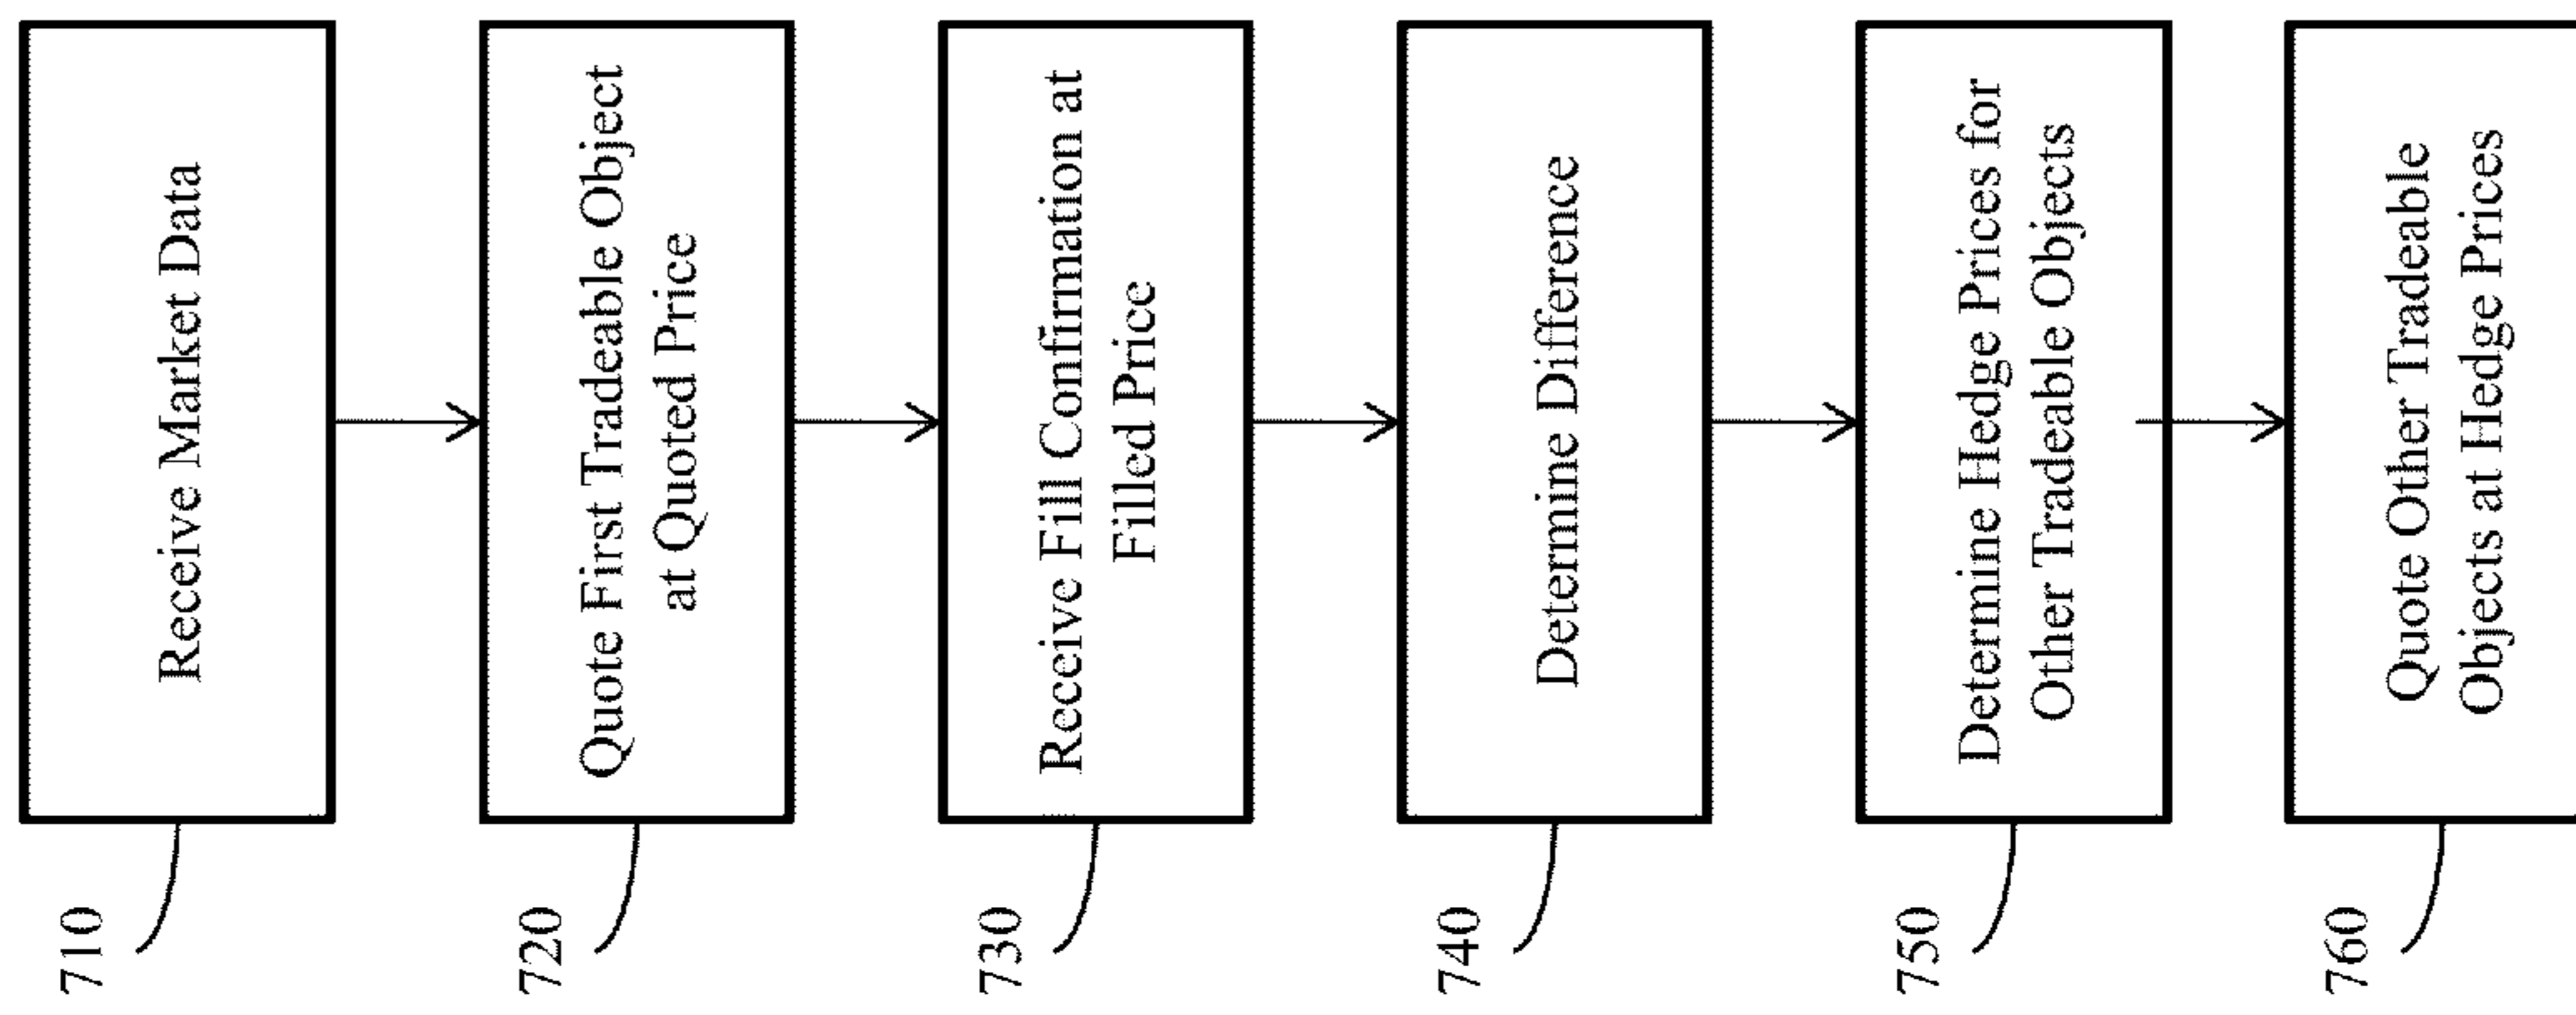 710
Receive Market Data
720
Quote First Tradeable Object
at Quoted Price
730
Receive Fill Confirmation at
Filled Price
740
Determine Difference
750
Determine Hedge Prices for
Other Tradeable Objects
760
Quote Other Tradeable
Objects at Hedge Prices